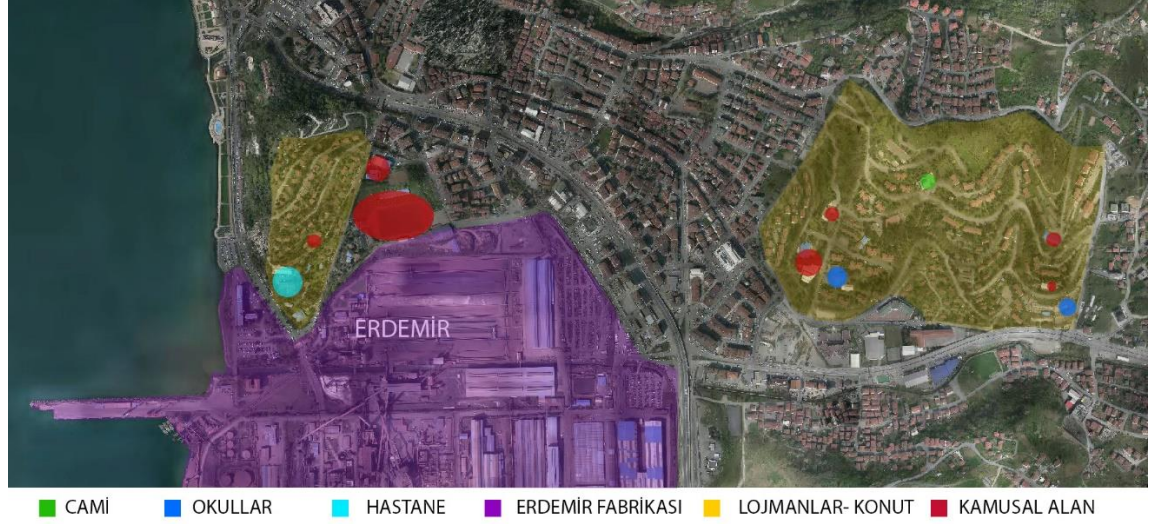 ERDEMİR
CAMİ OKULLAR HASTANE ERDEMİR FABRİKASI LOJMANLAR- KONUT KAMUSAL ALAN